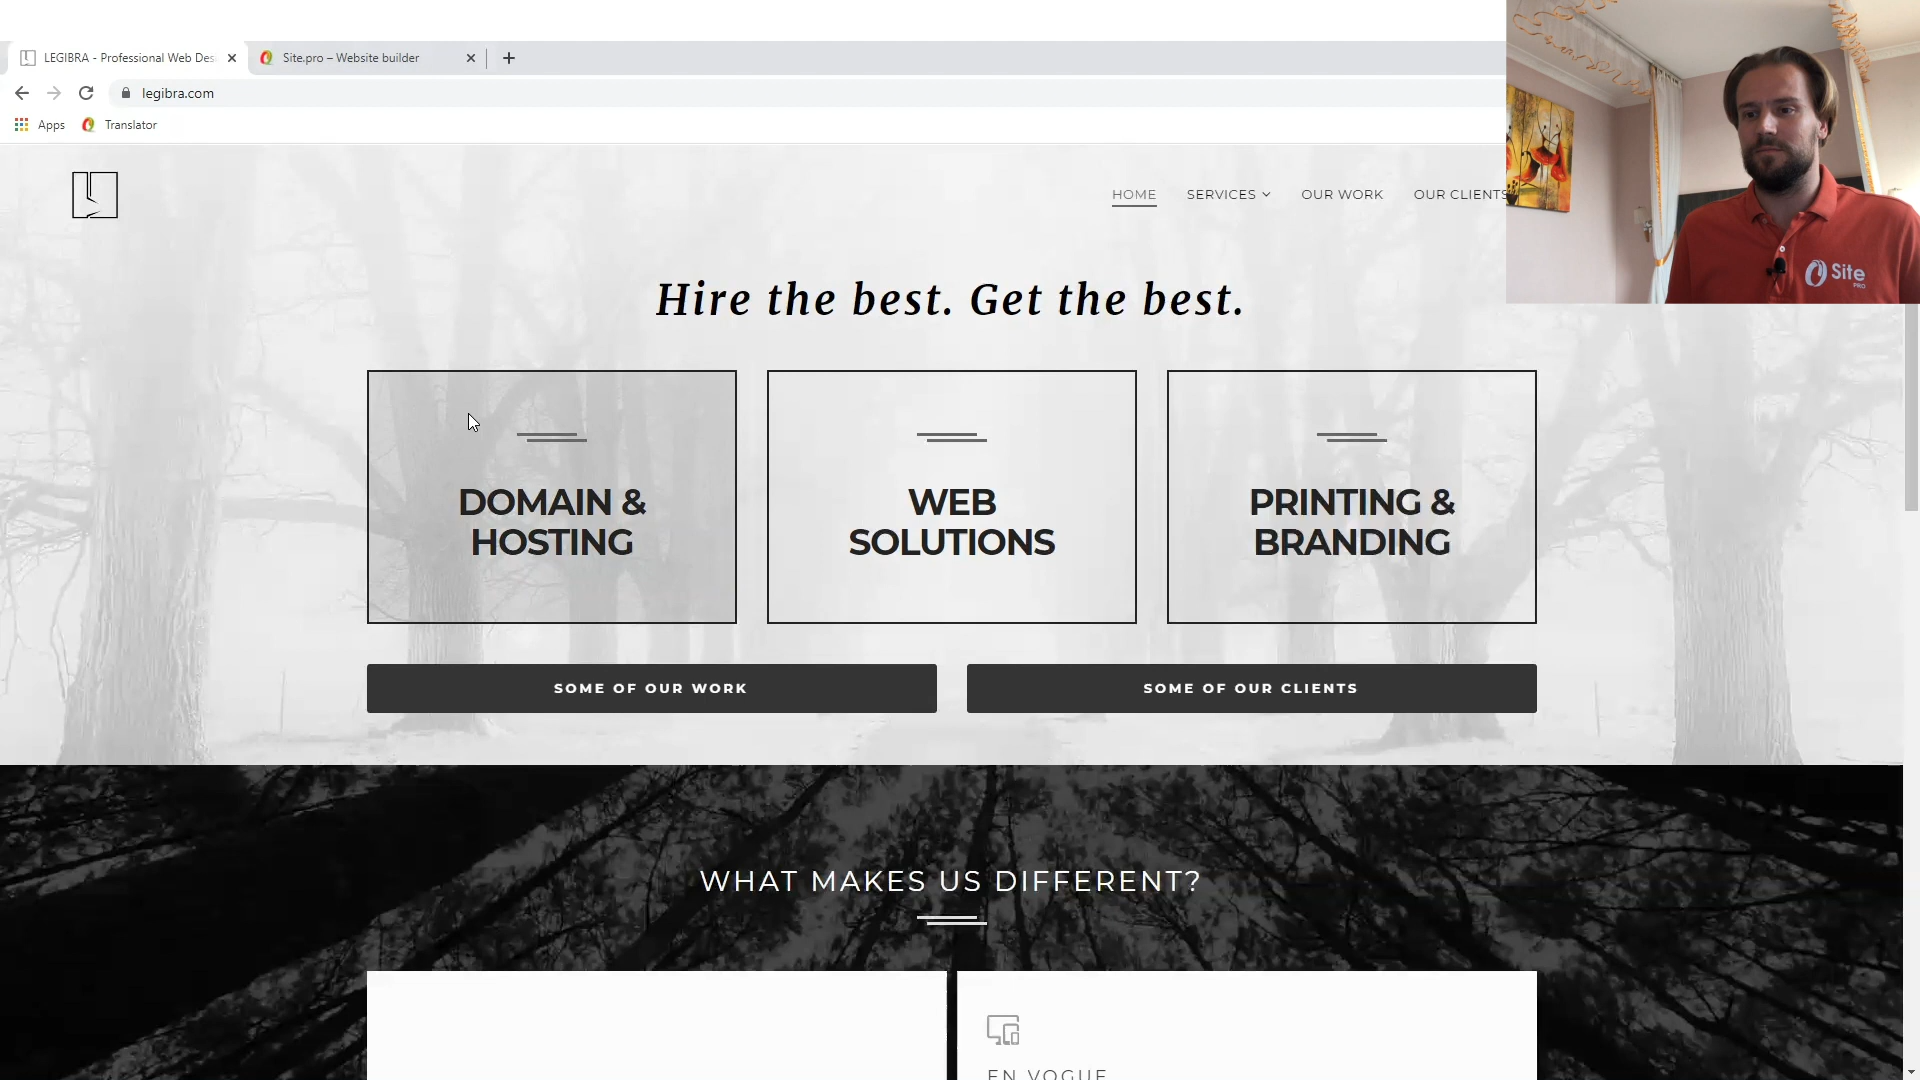 LEGIBRA - Professional Web Des
Site.pro – Website builder
legibra.com
Apps
Translator
HOME
SERVICES
OUR WORK
OUR CLIENTS
Site
PRO
Hire the best. Get the best.
DOMAIN &
HOSTING
WEB
SOLUTIONS
PRINTING &
BRANDING
SOME OF OUR WORK
SOME OF OUR CLIENTS
WHAT MAKES US DIFFERENT?
EN VOGUE